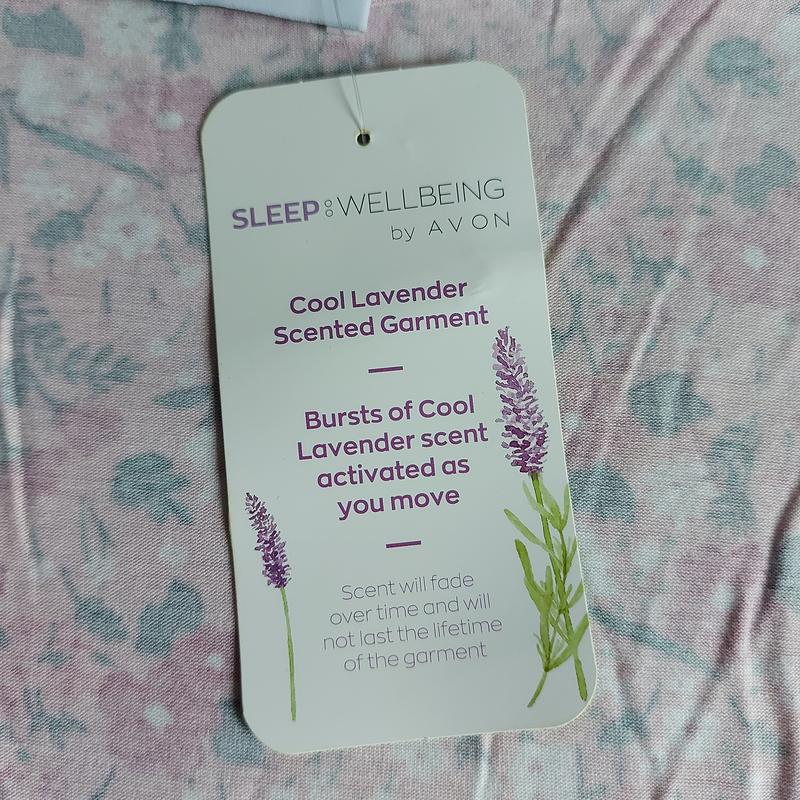 SLEEP WELLBEING
by AVON
Cool Lavender
Scented Garment
Bursts of Cool
Lavender scent
activated as
you move
Scent will fade
over time and will
not last the lifetime
of the garment